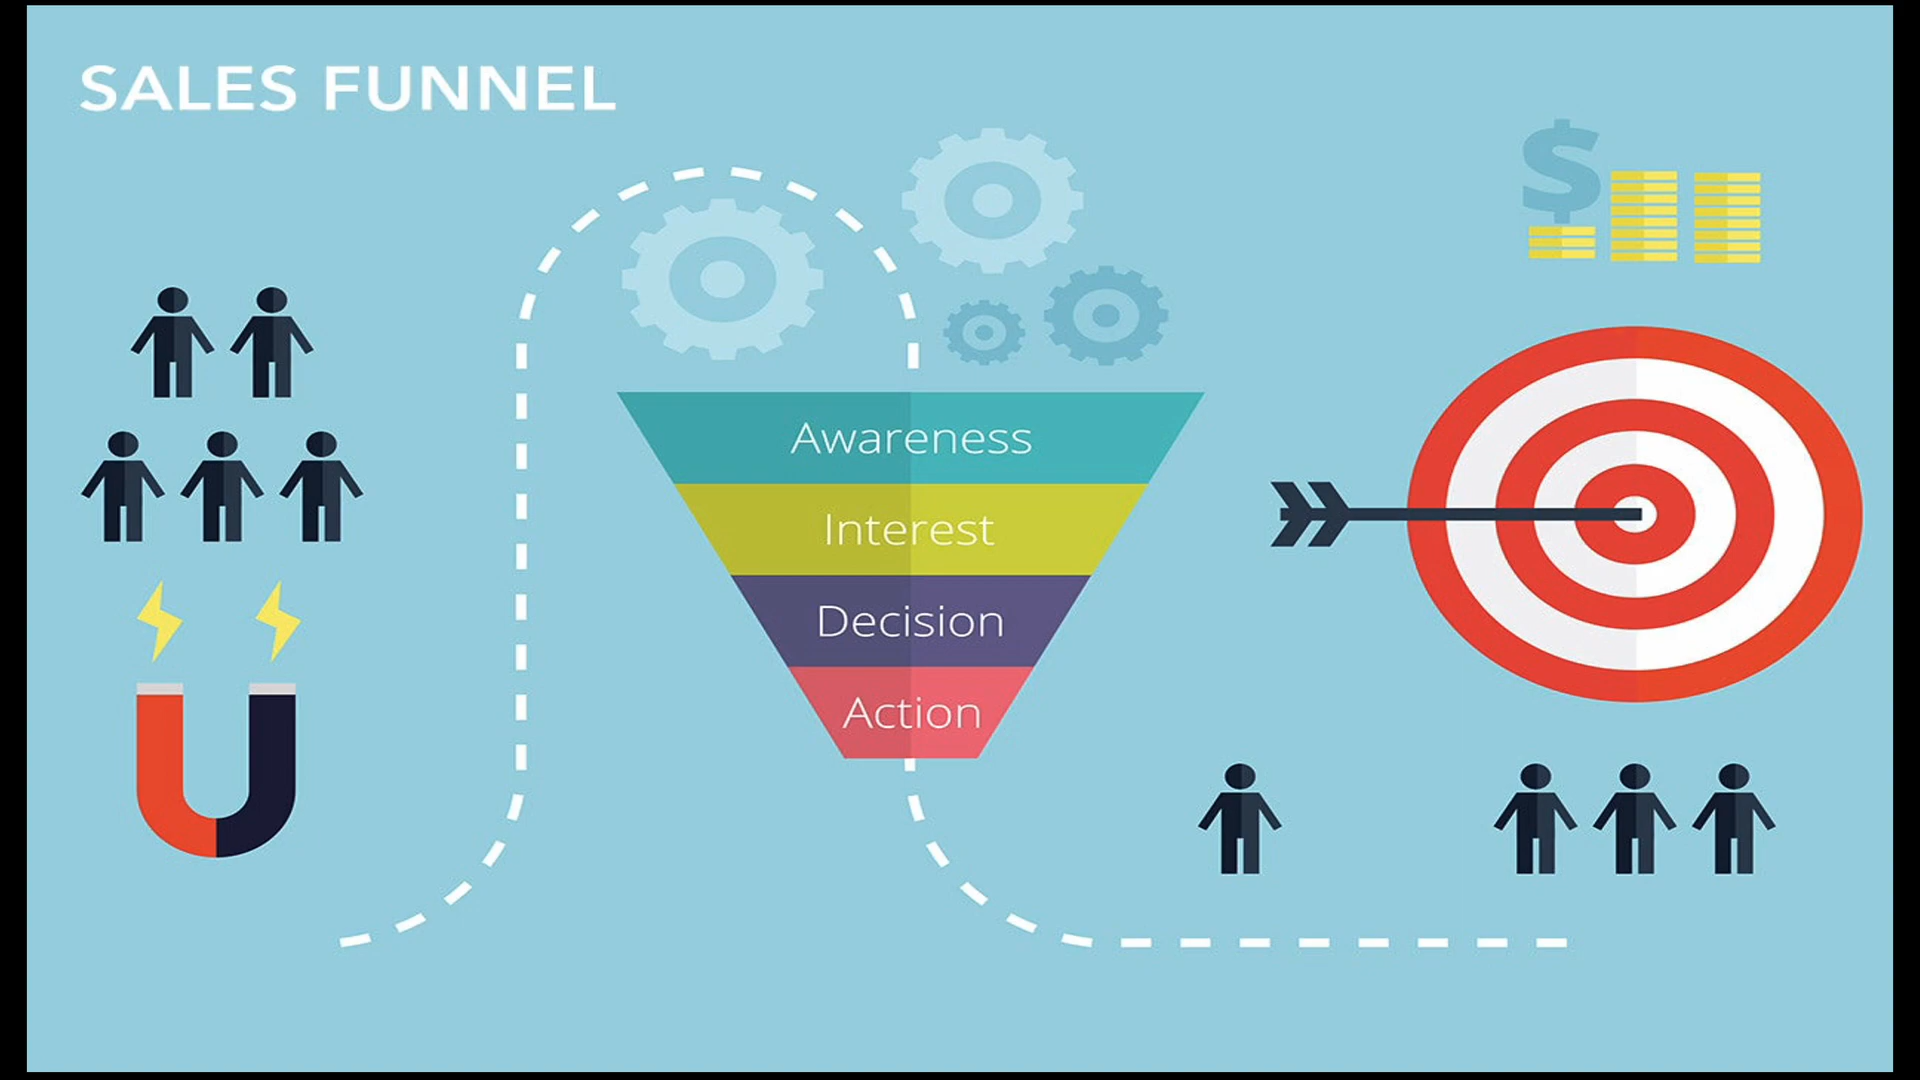 SALES FUNNEL
$
Awareness
Interest
Decision
Action